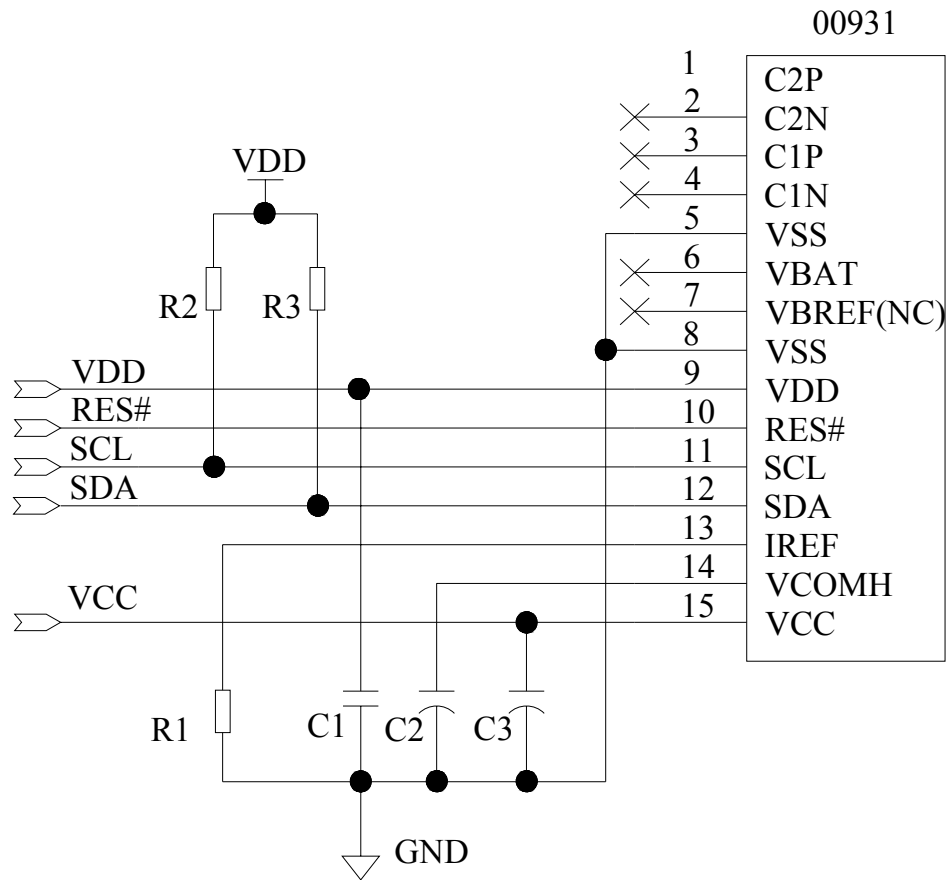 00931
1 C2P
2 C2N
3 C1P
4 C1N
5 VSS
6 VBAT
7 VBREF(NC)
8 VSS
9 VDD
10 RES#
11 SCL
12 SDA
13 IREF
14 VCOMH
15 VCC
VDD
R2 R3
VDD
RES#
SCL
SDA
VCC
R1 C1 C2 C3
GND